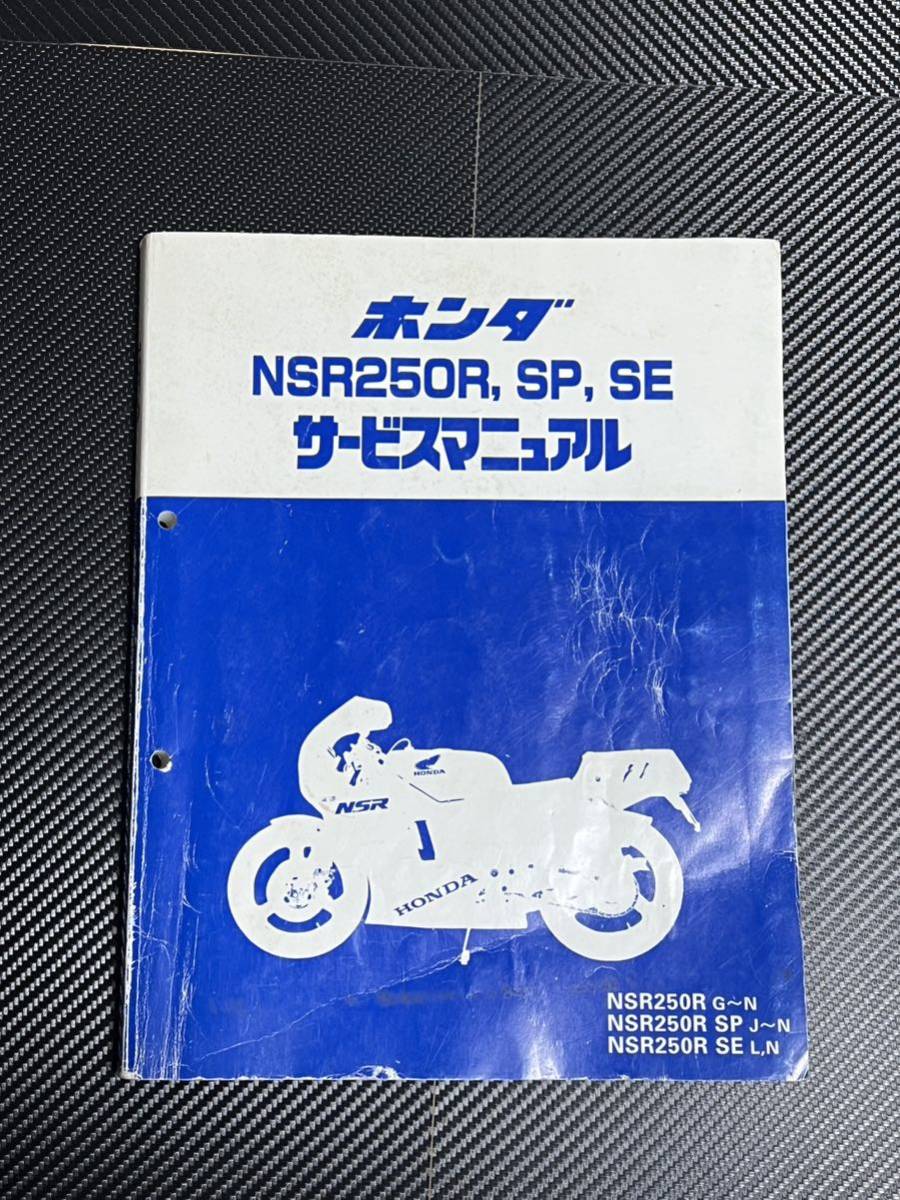 ホンダ
NSR250R, SP, SE
サービスマニュアル
HONDA
NSR
HONDA
NSR250R G〜N
NSR250R SP J〜N
NSR250R SE L,N